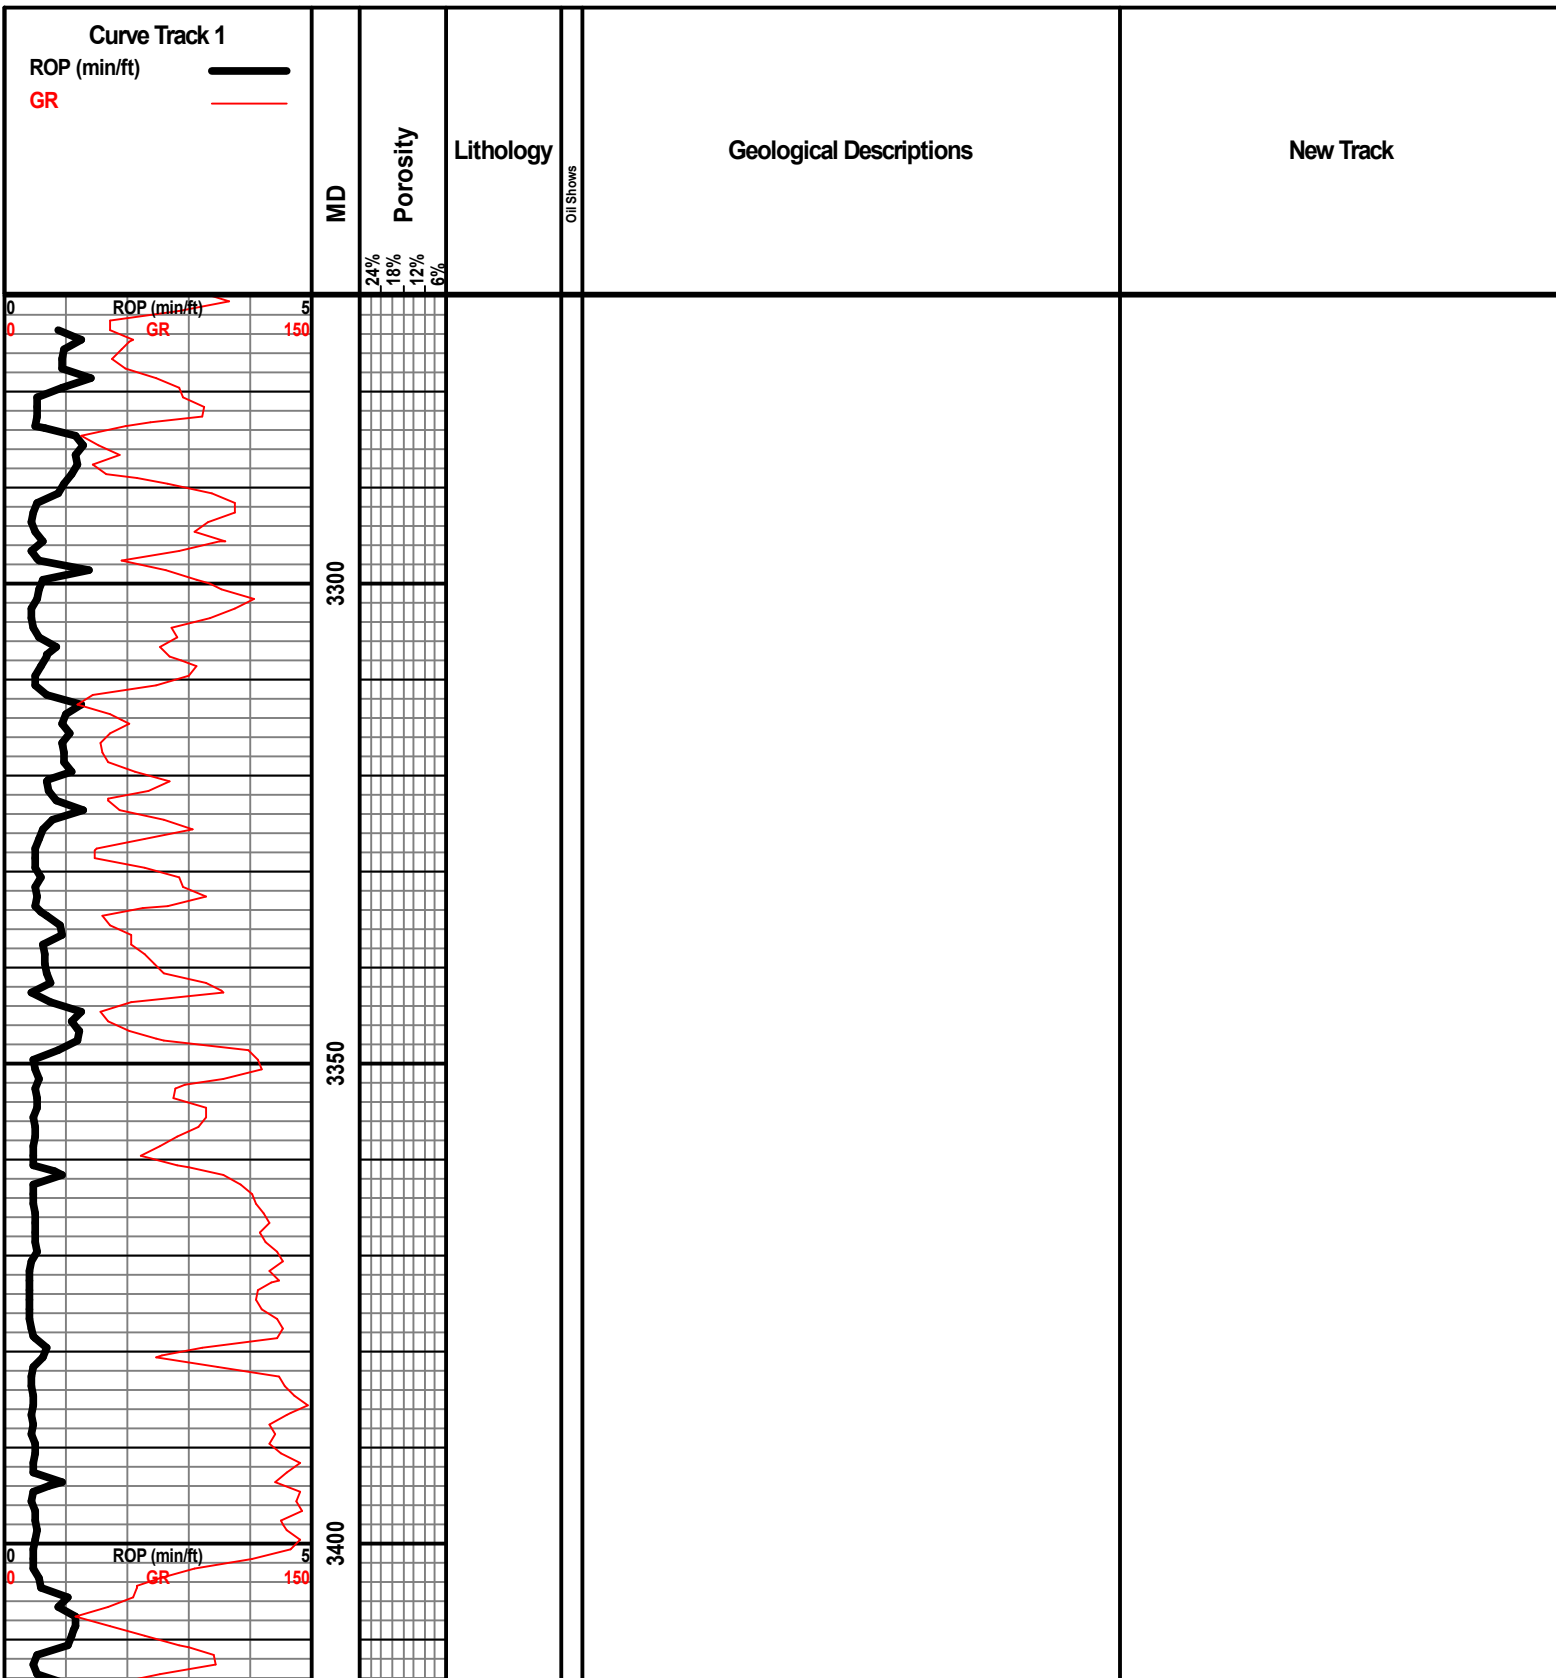 Curve Track 1
ROP (min/ft)
GR
MD
Porosity
24%
18%
12%
6%
Lithology
Oil Shows
Geological Descriptions
New Track
0 ROP (min/ft) 5
0 GR 150
3300
3350
3400
0 ROP (min/ft) 5
0 GR 150